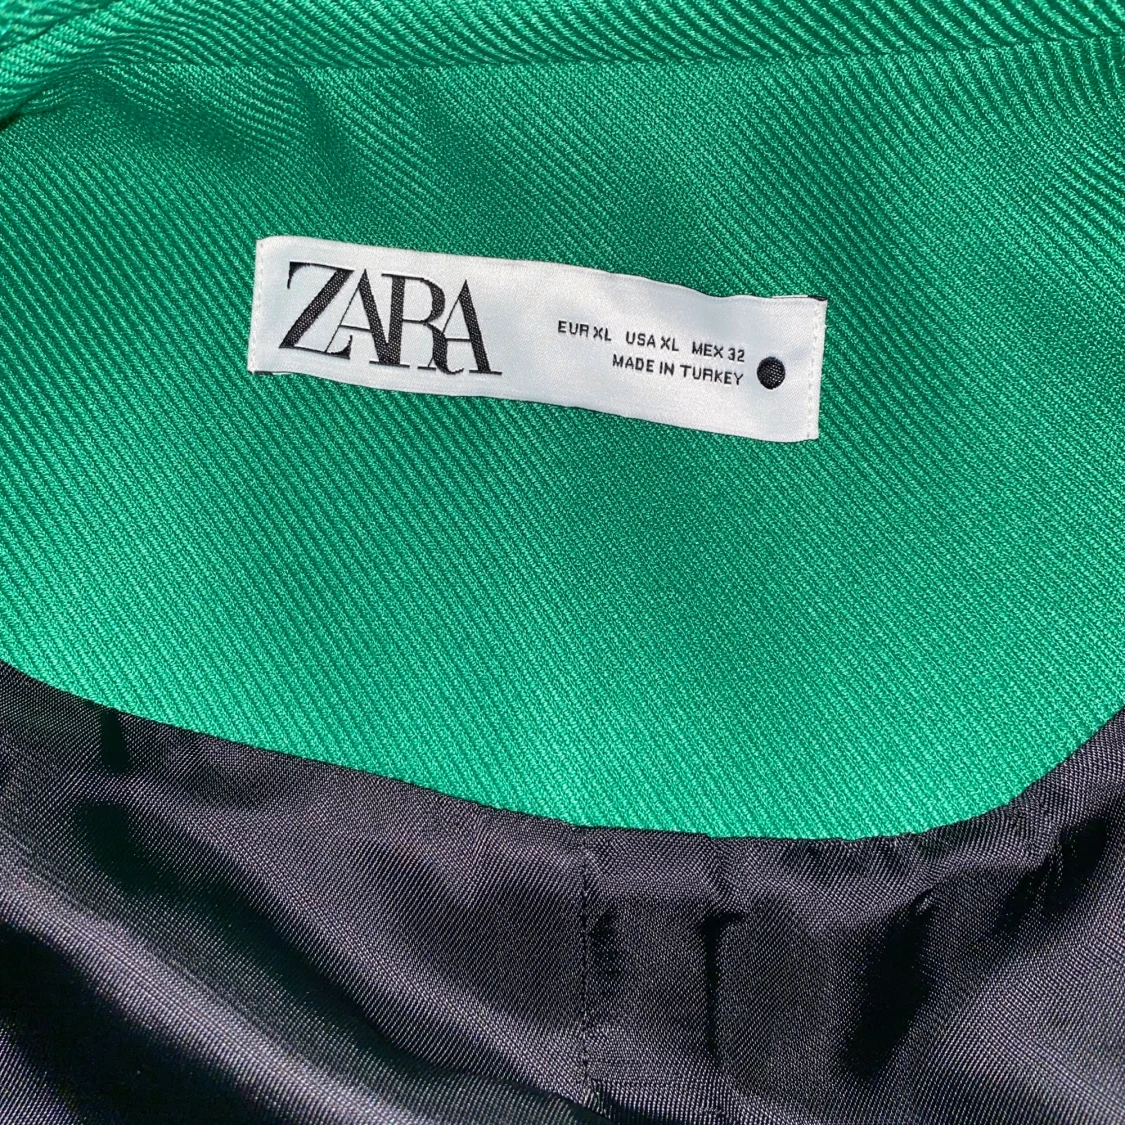 ZARA
EUR XL USA XL MEX 32
MADE IN TURKEY